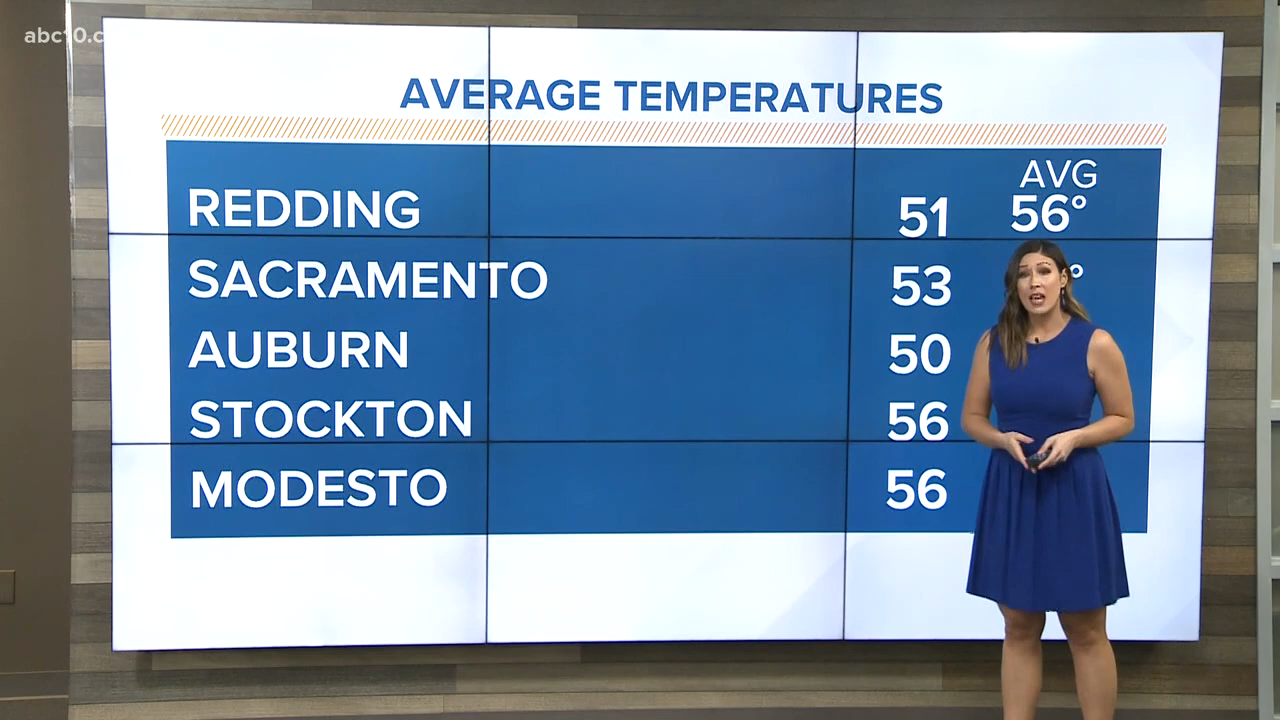 abc10.c
AVERAGE TEMPERATURES
AVG
REDDING 51 56°
SACRAMENTO 53 °
AUBURN 50
STOCKTON 56
MODESTO 56